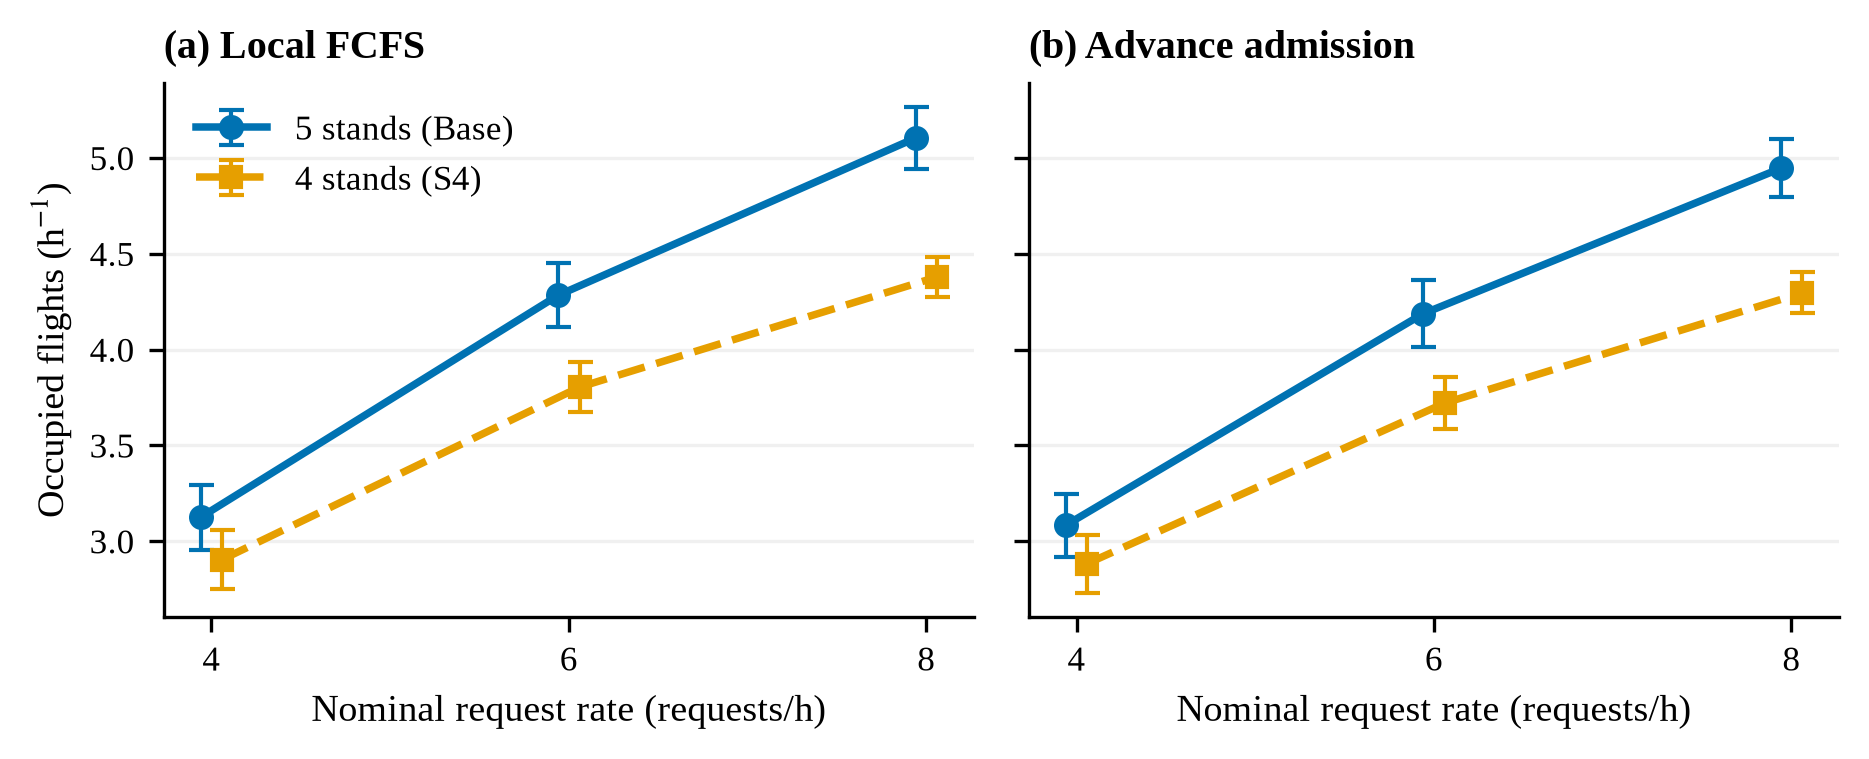 (a) Local FCFS
(b) Advance admission
5 stands (Base)
4 stands (S4)
Occupied flights (h⁻¹)
5.0
4.5
4.0
3.5
3.0
4 6 8
4 6 8
Nominal request rate (requests/h)
Nominal request rate (requests/h)